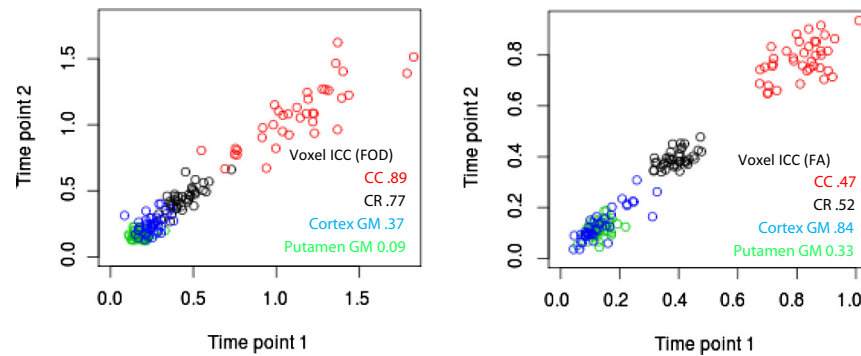 Time point 2
0.0
0.5
1.0
1.5
0.0
0.5
1.0
1.5
Time point 1
Voxel ICC (FOD)
CC .89
CR .77
Cortex GM .37
Putamen GM 0.09
Time point 2
0.0
0.2
0.4
0.6
0.8
0.0
0.2
0.4
0.6
0.8
1.0
Time point 1
Voxel ICC (FA)
CC .47
CR .52
Cortex GM .84
Putamen GM 0.33